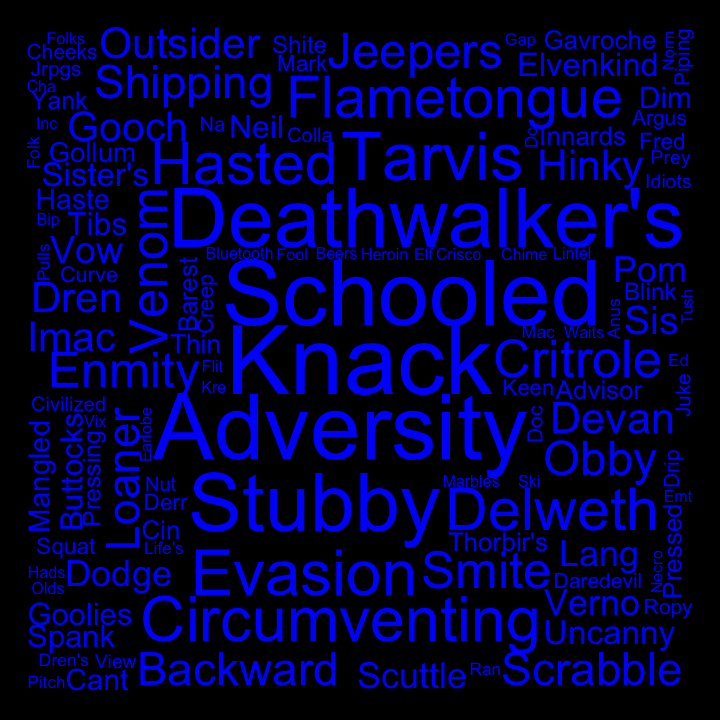 Folks
Outsider
Shite
Jeepers
Gap
Gavroche
Norm
Piping
Cheeks
Mark
Elvenkind
Jrpgs
Shipping
Flametongue
Dim
Cha
Yank
Argus
Inc
Gooch
Na
Neil
Colla
Do
Innards
Fred
Folk
Gollum
Hasted
Tarvis
Hinky
Prey
Sister's
Idiots
Haste
Venom
Deathwalker's
Bip
Tibs
Pulls
Vow
Bluetooth
Fool
Beers
Heroin
Elf
Crisco
Chime
Lintel
Curve
Barest
Creep
Schooled
Pom
Dren
Blink
Tush
Imac
Thin
Knack
Mac
Waits
Anus
Sis
Enmity
Flit
Critrole
Ed
Kre
Keen
Advisor
Juke
Civilized
Vix
Earlobe
Adversity
Doc
Devan
Mangled
Buttocks
Pressing
Loaner
Obby
Drip
Nut
Stubby
Marbles
Ski
Emt
Derr
Delweth
Pressed
Cin
Squat
Life's
Thorbir's
Lang
Hads
Dodge
Evasion
Smite
Daredevil
Necro
Olds
Goolies
Circumventing
Verno
Ropy
Spank
Uncanny
Dren's
View
Backward
Scuttle
Ran
Scrabble
Pitch
Cant